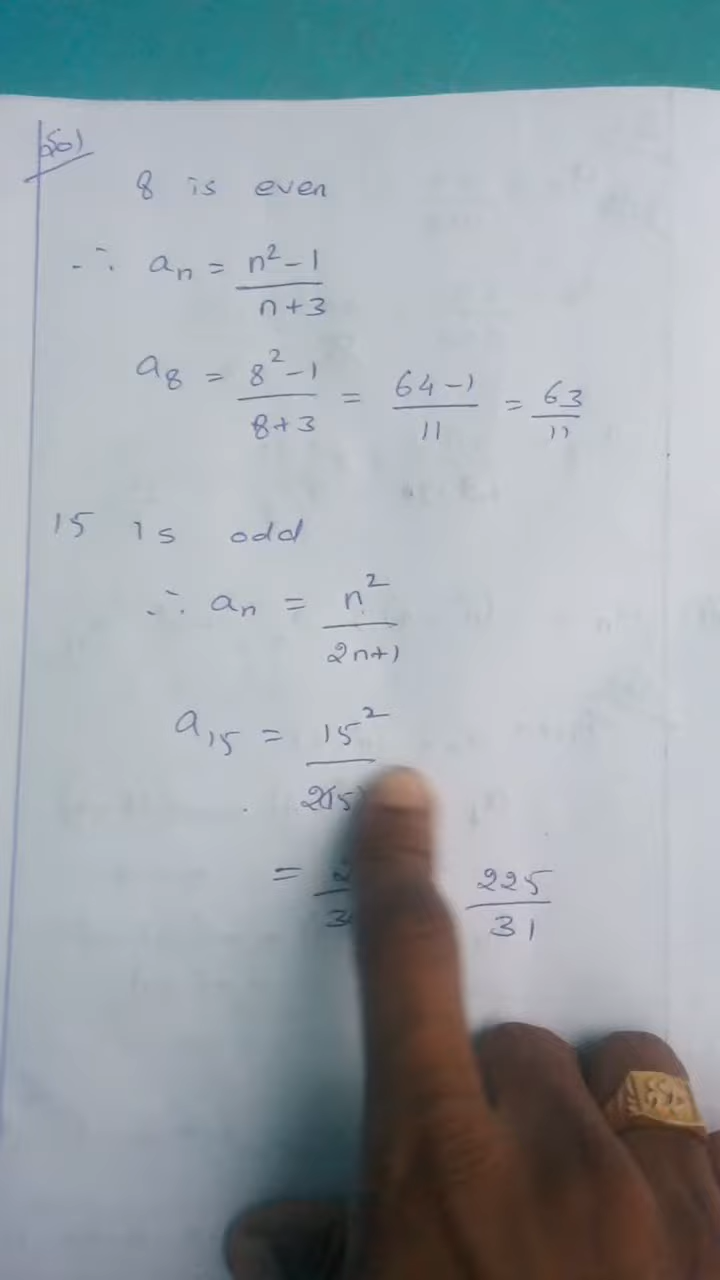 Sol)
8 is even
∴ aₙ = n² - 1 / n + 3
a₈ = 8² - 1 / 8 + 3 = 64 - 1 / 11 = 63 / 11
15 is odd
∴ aₙ = n² / 2n+1
a₁₅ = 15² / 2(15)
= 225 / 31